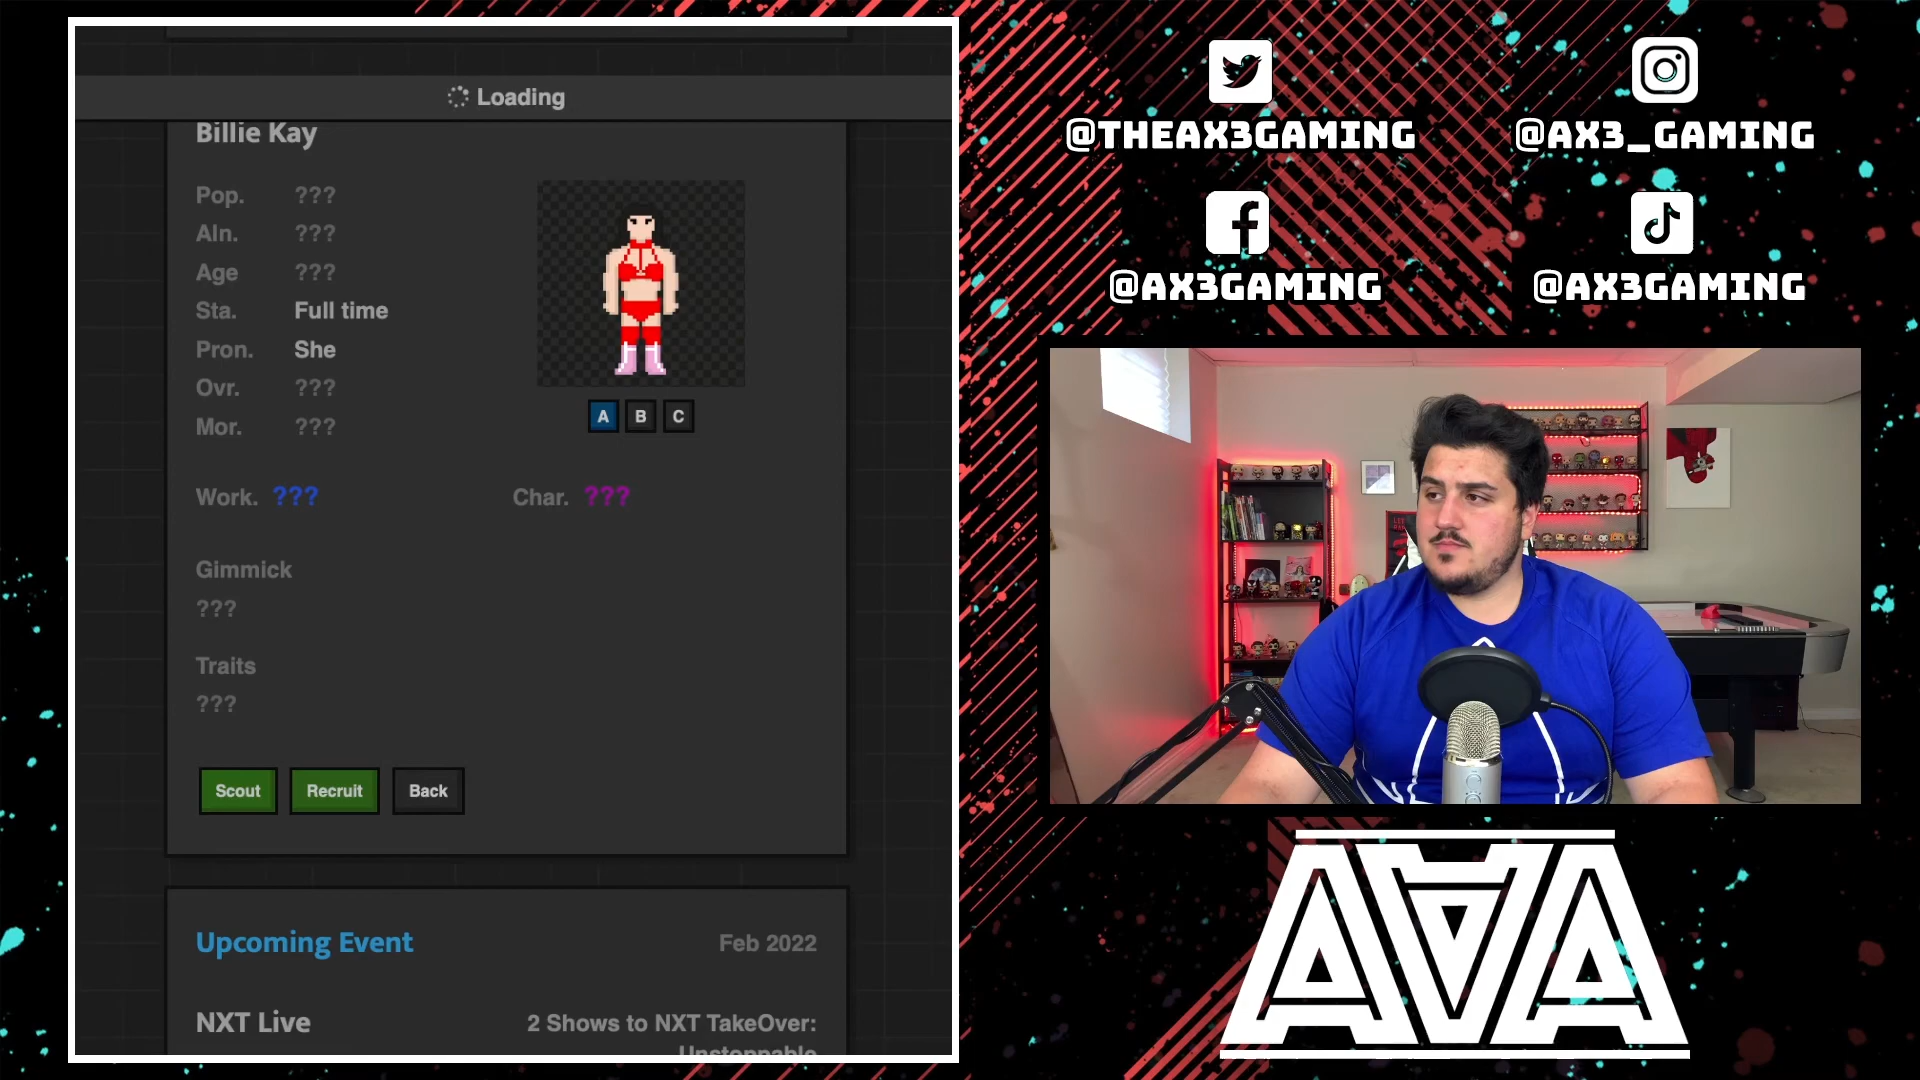 Loading
Billie Kay
Pop. ???
Aln. ???
Age ???
Sta. Full time
Pron. She
Ovr. ???
Mor. ???
A B C
Work. ??? Char. ???
Gimmick
???
Traits
???
Scout Recruit Back
Upcoming Event Feb 2022
NXT Live 2 Shows to NXT TakeOver:
Unstoppable
@THEAX3GAMING
@AX3_GAMING
@AX3GAMING
@AX3GAMING